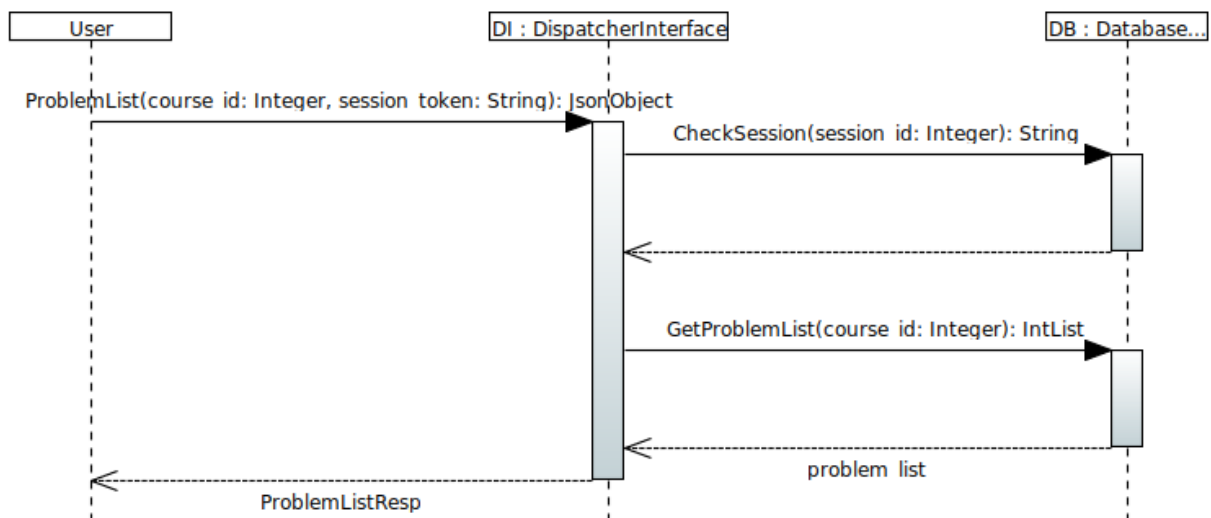 User
DI : DispatcherInterface
DB : Database...
ProblemList(course id: Integer, session token: String): JsonObject
CheckSession(session id: Integer): String
GetProblemList(course id: Integer): IntList
problem list
ProblemListResp